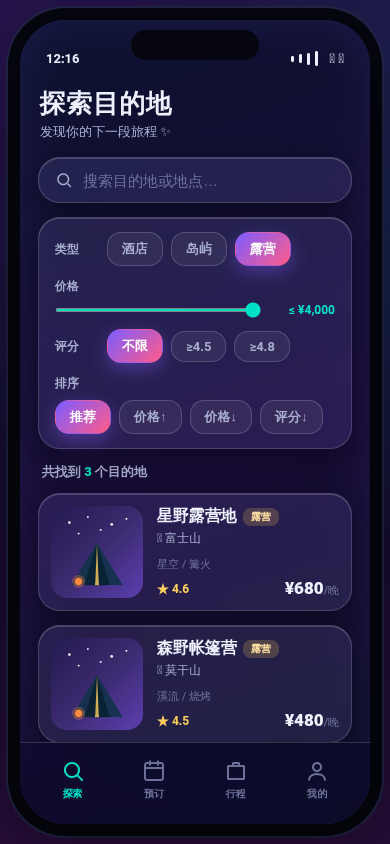 12:16
探索目的地
发现你的下一段旅程 ✨
搜索目的地或地点...
类型 酒店 岛屿 露营
价格
≤ ¥4,000
评分 不限 ≥4.5 ≥4.8
排序
推荐 价格↑ 价格↓ 评分↓
共找到 3 个目的地
星野露营地 露营
富士山
星空 / 篝火
★ 4.6 ¥680/晚
森野帐篷营 露营
莫干山
溪流 / 烧烤
★ 4.5 ¥480/晚
探索 预订 行程 我的